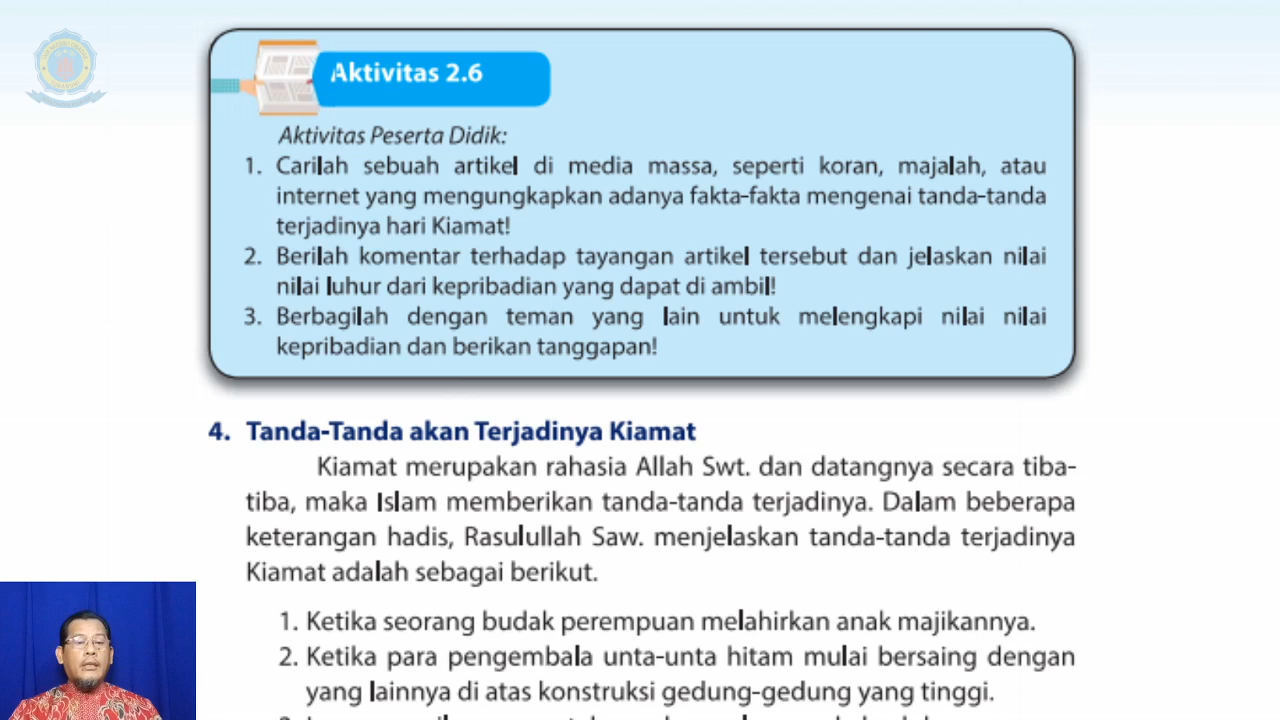 Aktivitas 2.6
Aktivitas Peserta Didik:
1. Carilah sebuah artikel di media massa, seperti koran, majalah, atau
internet yang mengungkapkan adanya fakta-fakta mengenai tanda-tanda
terjadinya hari Kiamat!
2. Berilah komentar terhadap tayangan artikel tersebut dan jelaskan nilai
nilai luhur dari kepribadian yang dapat di ambil!
3. Berbagilah dengan teman yang lain untuk melengkapi nilai nilai
kepribadian dan berikan tanggapan!
4. Tanda-Tanda akan Terjadinya Kiamat
Kiamat merupakan rahasia Allah Swt. dan datangnya secara tiba-
tiba, maka Islam memberikan tanda-tanda terjadinya. Dalam beberapa
keterangan hadis, Rasulullah Saw. menjelaskan tanda-tanda terjadinya
Kiamat adalah sebagai berikut.
1. Ketika seorang budak perempuan melahirkan anak majikannya.
2. Ketika para pengembala unta-unta hitam mulai bersaing dengan
yang lainnya di atas konstruksi gedung-gedung yang tinggi.